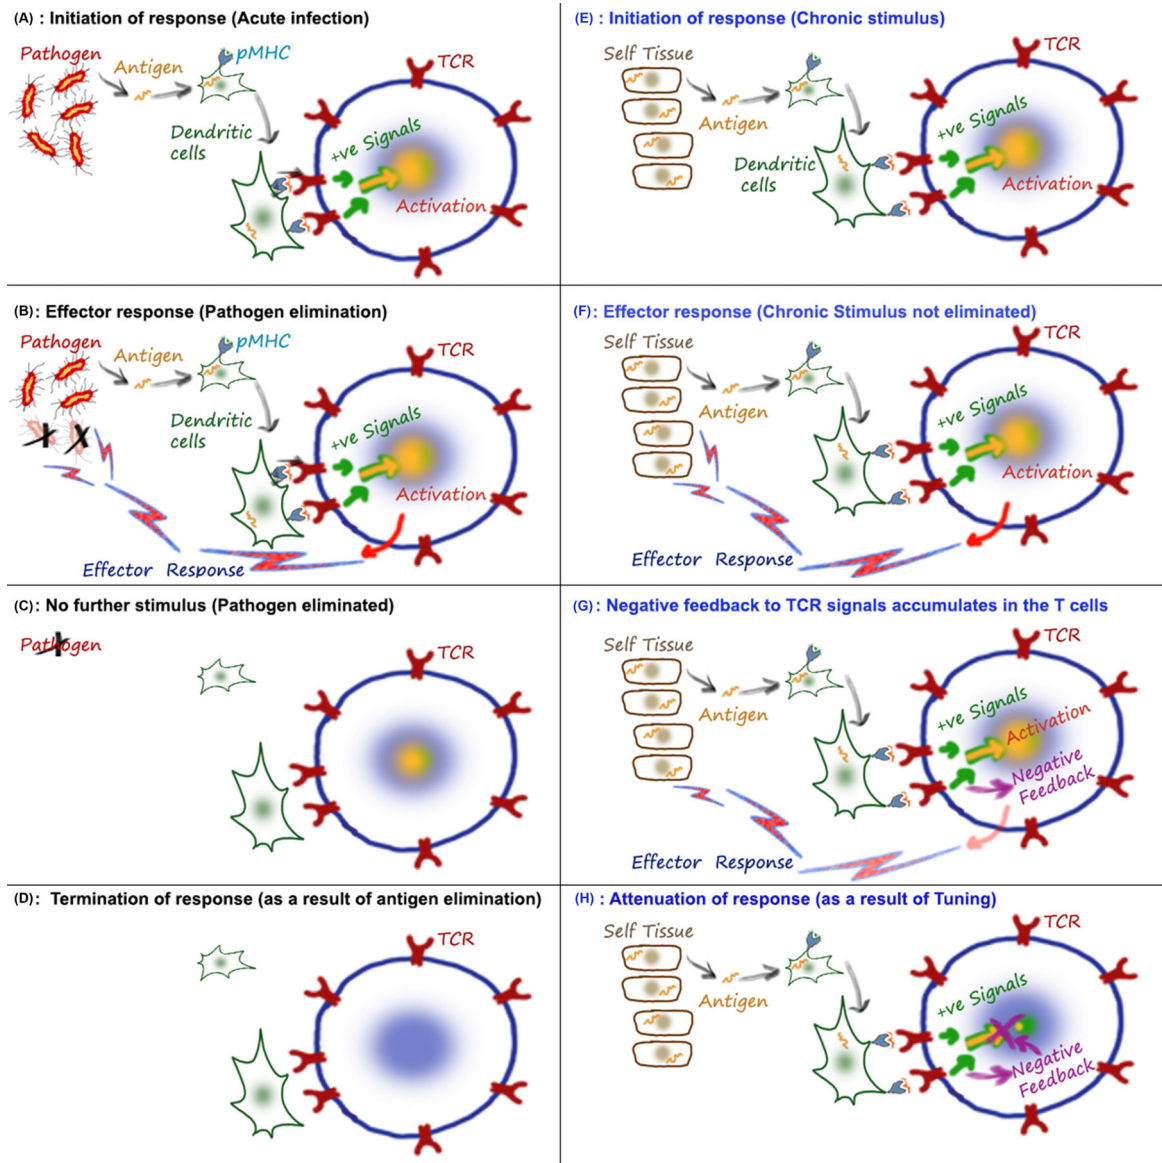 (A) : Initiation of response (Acute infection)
Pathogen
Antigen
pMHC
TCR
Dendritic
cells
+ve Signals
Activation
(B) : Effector response (Pathogen elimination)
Pathogen
Antigen
pMHC
TCR
Dendritic
cells
+ve Signals
Activation
Effector Response
(C) : No further stimulus (Pathogen eliminated)
Pathogen
TCR
(D) : Termination of response (as a result of antigen elimination)
TCR
(E) : Initiation of response (Chronic stimulus)
Self Tissue
Antigen
TCR
Dendritic
cells
+ve Signals
Activation
(F) : Effector response (Chronic Stimulus not eliminated)
Self Tissue
Antigen
TCR
+ve Signals
Activation
Effector Response
(G) : Negative feedback to TCR signals accumulates in the T cells
Self Tissue
Antigen
TCR
+ve Signals
Activation
Negative
Feedback
Effector Response
(H) : Attenuation of response (as a result of Tuning)
Self Tissue
Antigen
TCR
+ve Signals
Negative
Feedback